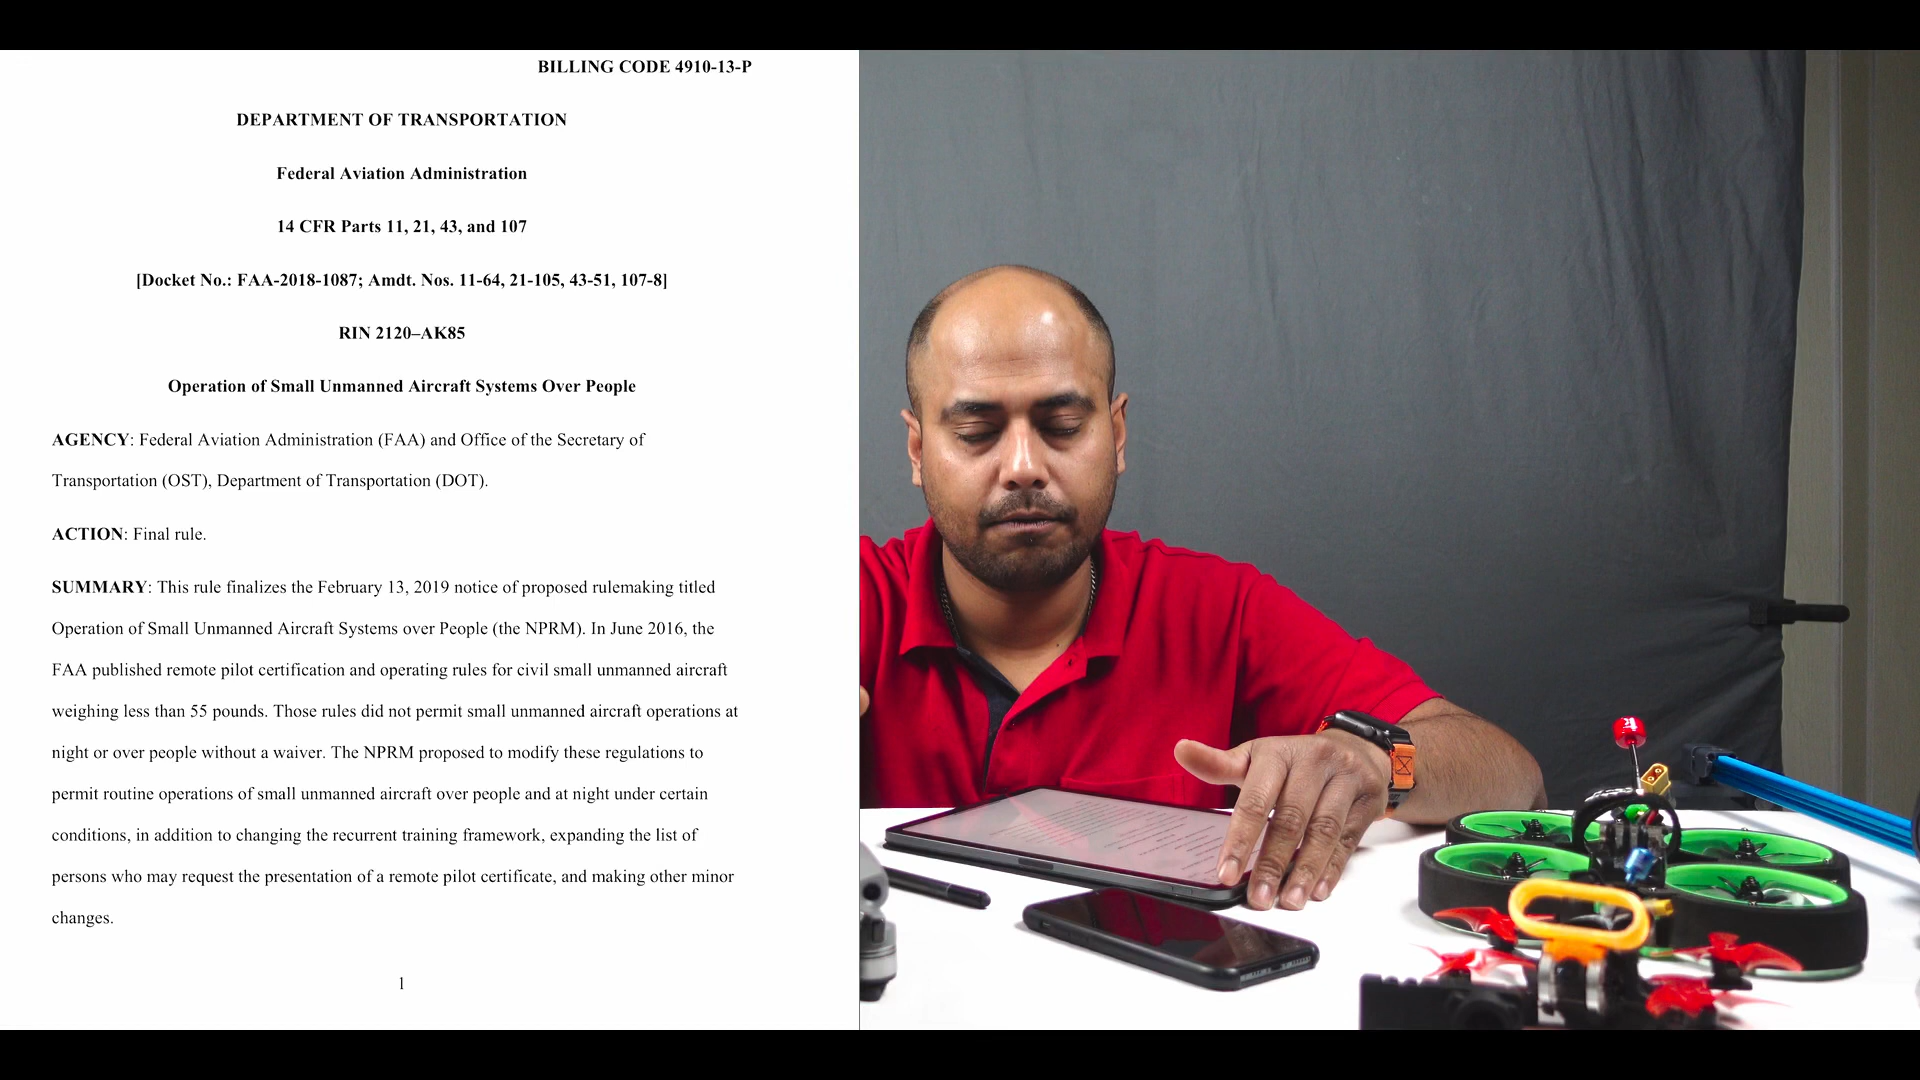 BILLING CODE 4910-13-P
DEPARTMENT OF TRANSPORTATION
Federal Aviation Administration
14 CFR Parts 11, 21, 43, and 107
[Docket No.: FAA-2018-1087; Amdt. Nos. 11-64, 21-105, 43-51, 107-8]
RIN 2120–AK85
Operation of Small Unmanned Aircraft Systems Over People
AGENCY: Federal Aviation Administration (FAA) and Office of the Secretary of
Transportation (OST), Department of Transportation (DOT).
ACTION: Final rule.
SUMMARY: This rule finalizes the February 13, 2019 notice of proposed rulemaking titled
Operation of Small Unmanned Aircraft Systems over People (the NPRM). In June 2016, the
FAA published remote pilot certification and operating rules for civil small unmanned aircraft
weighing less than 55 pounds. Those rules did not permit small unmanned aircraft operations at
night or over people without a waiver. The NPRM proposed to modify these regulations to
permit routine operations of small unmanned aircraft over people and at night under certain
conditions, in addition to changing the recurrent training framework, expanding the list of
persons who may request the presentation of a remote pilot certificate, and making other minor
changes.
1